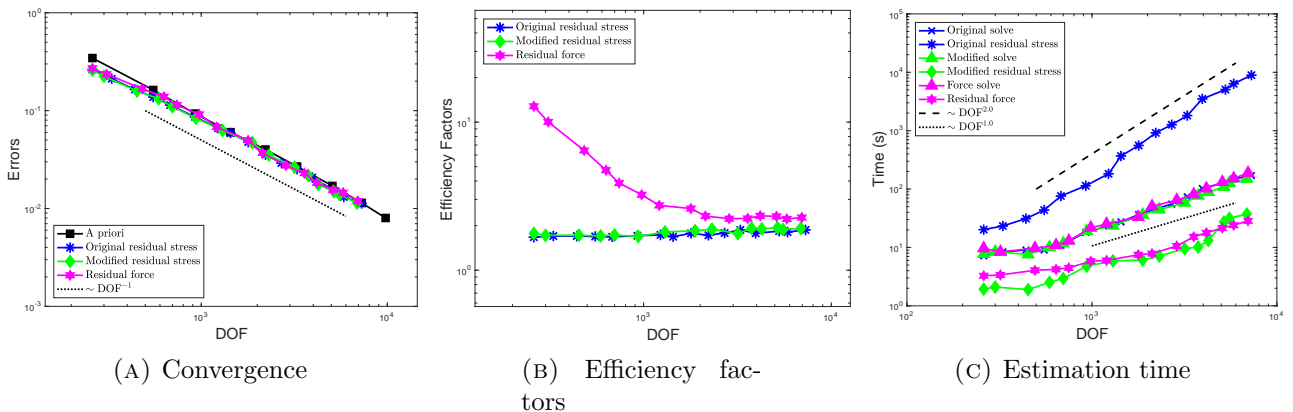 10^0
10^-1
10^-2
10^-3
Errors
A priori
Original residual stress
Modified residual stress
Residual force
~ DOF^-1
10^3
10^4
DOF
(A) Convergence
Original residual stress
Modified residual stress
Residual force
10^1
10^0
Efficiency Factors
10^3
10^4
DOF
(B) Efficiency fac-
tors
10^5
10^4
10^3
10^2
10^1
10^0
Time (s)
Original solve
Original residual stress
Modified solve
Modified residual stress
Force solve
Residual force
~ DOF^2.0
~ DOF^1.0
10^2
10^3
10^4
DOF
(C) Estimation time